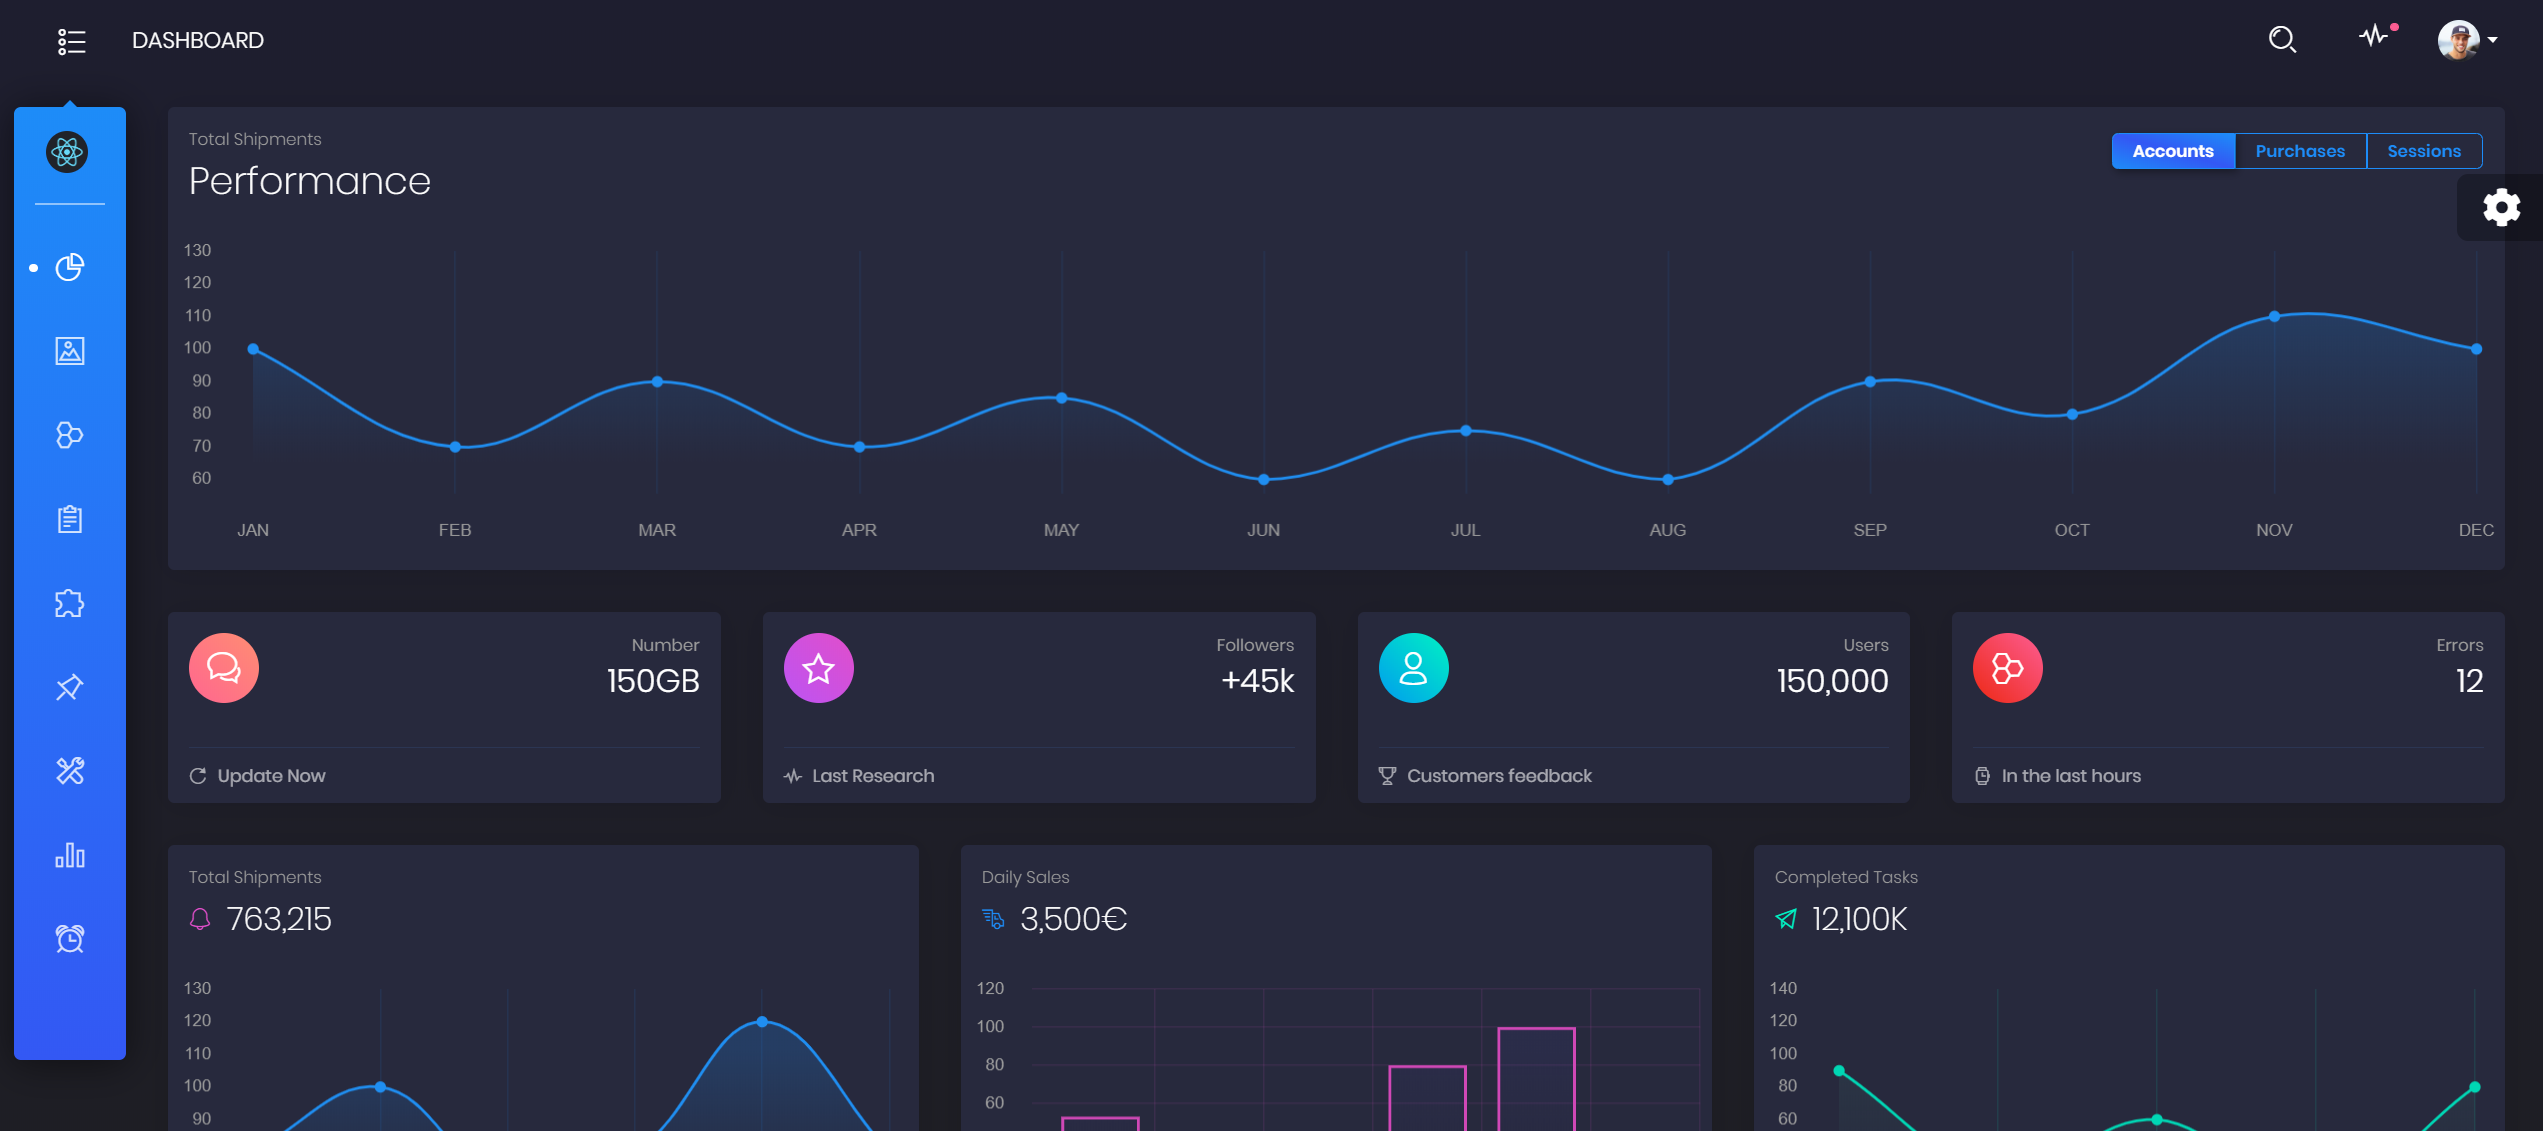 DASHBOARD
Total Shipments
Performance
Accounts Purchases Sessions
130
120
110
100
90
80
70
60
JAN FEB MAR APR MAY JUN JUL AUG SEP OCT NOV DEC
Number
150GB
Update Now
Followers
+45k
Last Research
Users
150,000
Customers feedback
Errors
12
In the last hours
Total Shipments
763,215
130
120
110
100
90
Daily Sales
3,500€
120
100
80
60
Completed Tasks
12,100K
140
120
100
80
60